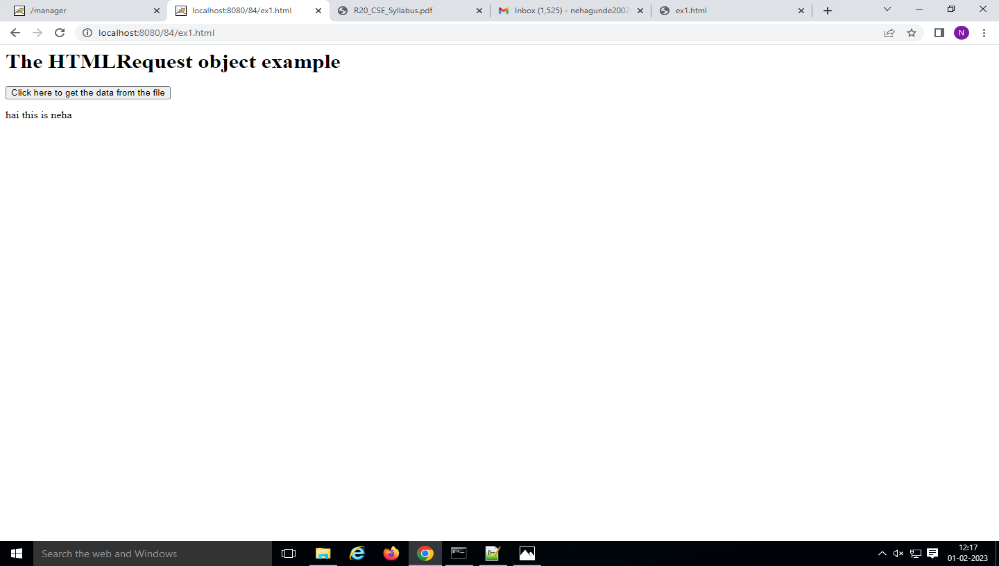 /manager
localhost:8080/84/ex1.html
R20_CSE_Syllabus.pdf
Inbox (1,525) - nehagunde2002
ex1.html
localhost:8080/84/ex1.html
N
The HTMLRequest object example
Click here to get the data from the file
hai this is neha
Search the web and Windows
12:17
01-02-2023